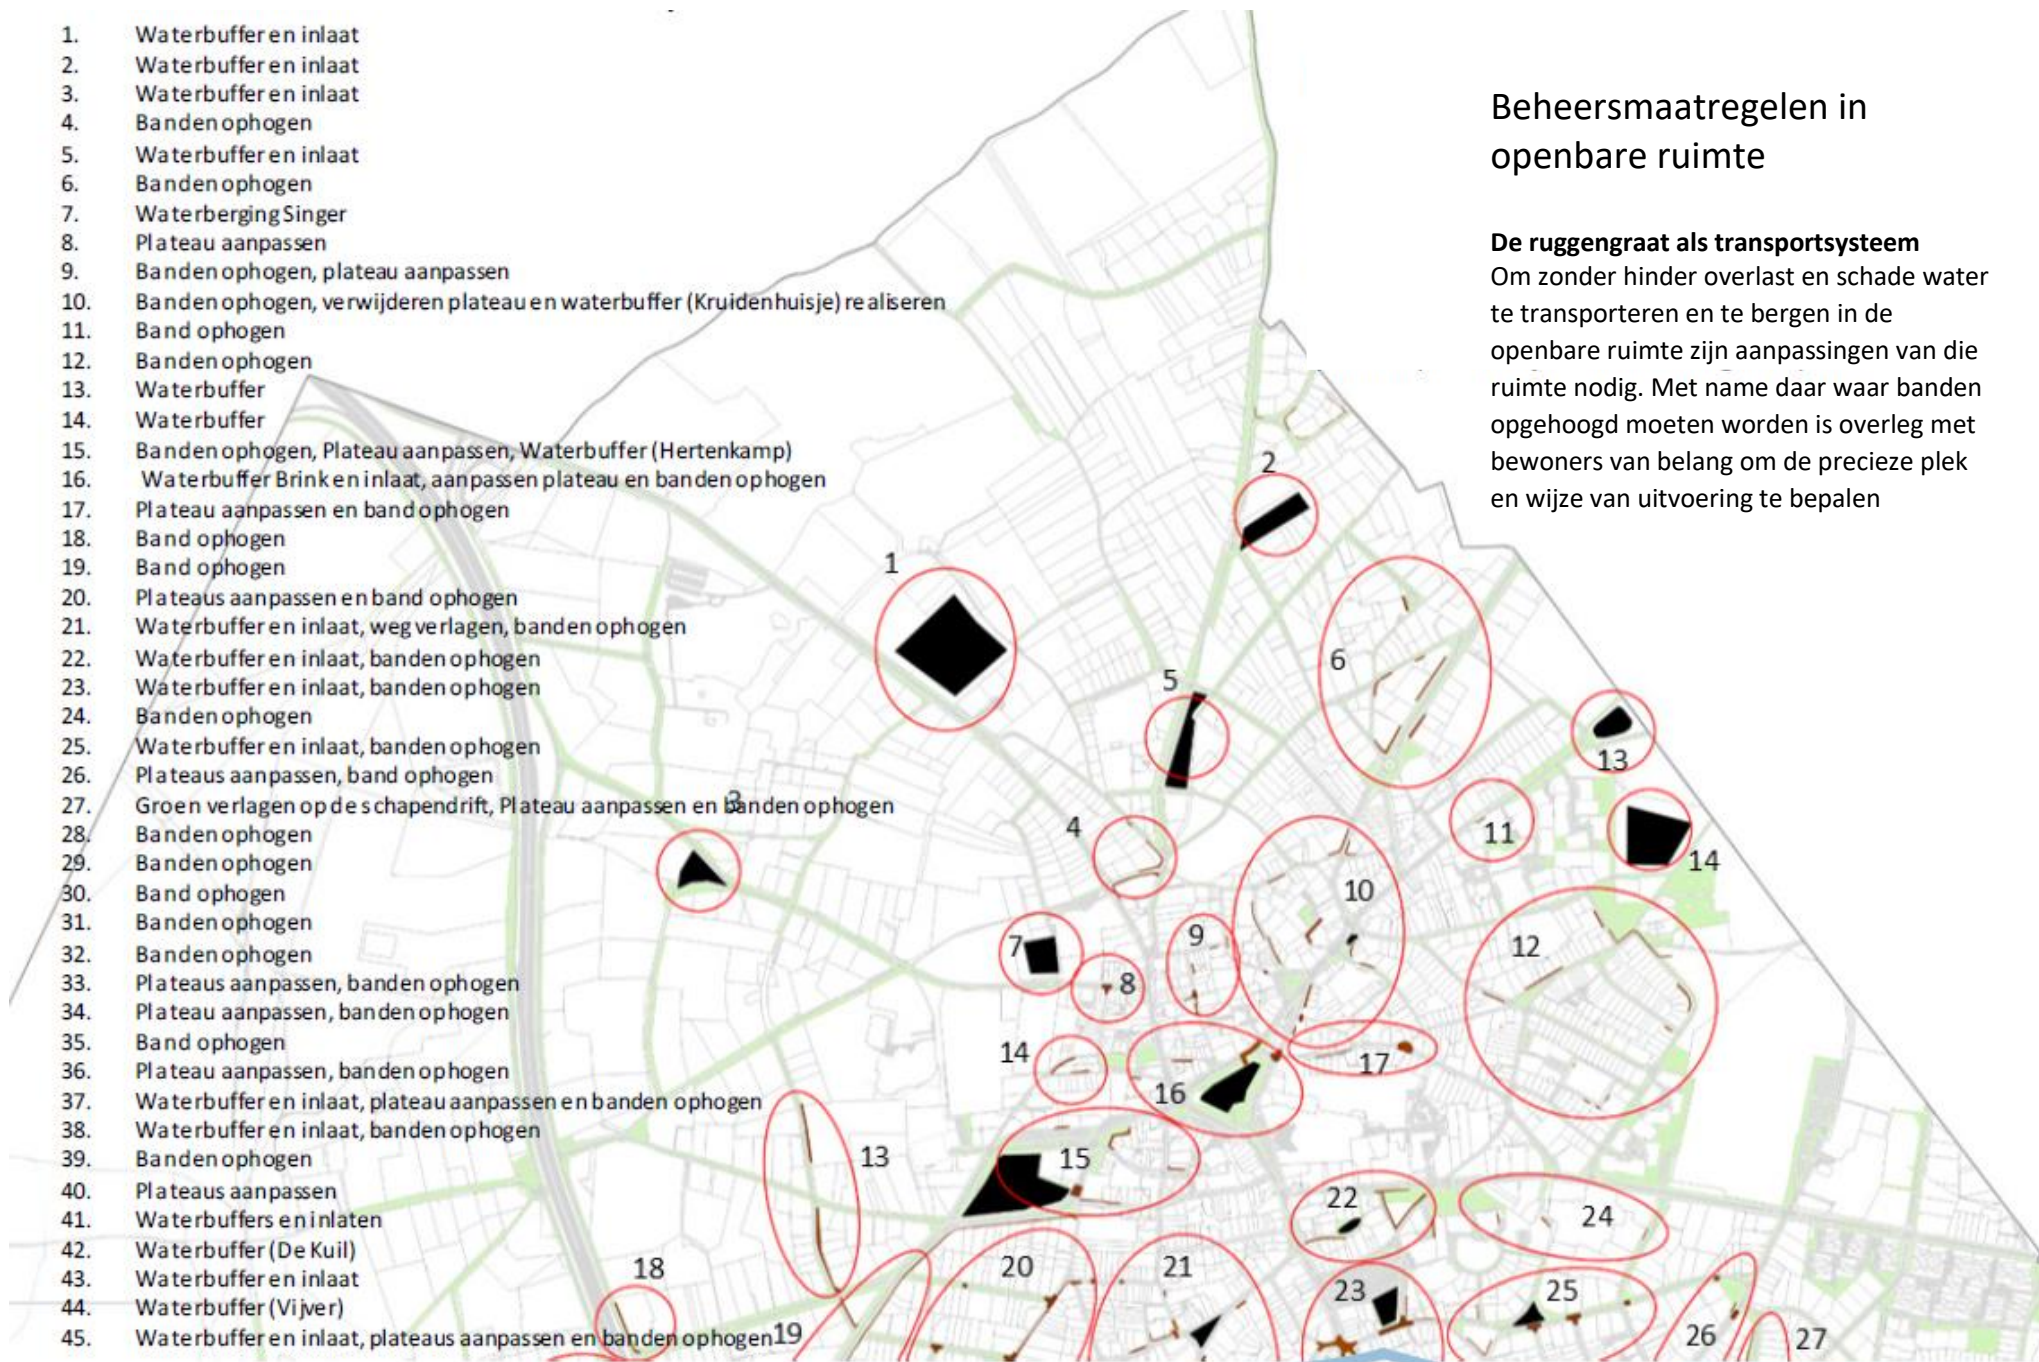 1. Waterbuffer en inlaat
2. Waterbuffer en inlaat
3. Waterbuffer en inlaat
4. Banden ophogen
5. Waterbuffer en inlaat
6. Banden ophogen
7. Waterberging Singer
8. Plateau aanpassen
9. Banden ophogen, plateau aanpassen
10. Banden ophogen, verwijderen plateau en waterbuffer (Kruidenhuisje) realiseren
11. Band ophogen
12. Banden ophogen
13. Waterbuffer
14. Waterbuffer
15. Banden ophogen, Plateau aanpassen, Waterbuffer (Hertenkamp)
16. Waterbuffer Brink en inlaat, aanpassen plateau en banden ophogen
17. Plateau aanpassen en band ophogen
18. Band ophogen
19. Band ophogen
20. Plateaus aanpassen en band ophogen
21. Waterbuffer en inlaat, weg verlagen, banden ophogen
22. Waterbuffer en inlaat, banden ophogen
23. Waterbuffer en inlaat, banden ophogen
24. Banden ophogen
25. Waterbuffer en inlaat, banden ophogen
26. Plateaus aanpassen, band ophogen
27. Groen verlagen op de schapendrift, Plateau aanpassen en banden ophogen
28. Banden ophogen
29. Banden ophogen
30. Band ophogen
31. Banden ophogen
32. Banden ophogen
33. Plateaus aanpassen, banden ophogen
34. Plateau aanpassen, banden ophogen
35. Band ophogen
36. Plateau aanpassen, banden ophogen
37. Waterbuffer en inlaat, plateau aanpassen en banden ophogen
38. Waterbuffer en inlaat, banden ophogen
39. Banden ophogen
40. Plateaus aanpassen
41. Waterbuffers en inlaten
42. Waterbuffer (De Kuil)
43. Waterbuffer en inlaat
44. Waterbuffer (Vijver)
45. Waterbuffer en inlaat, plateaus aanpassen en banden ophogen
Beheersmaatregelen in
openbare ruimte
De ruggengraat als transportsysteem
Om zonder hinder overlast en schade water
te transporteren en te bergen in de
openbare ruimte zijn aanpassingen van die
ruimte nodig. Met name daar waar banden
opgehoogd moeten worden is overleg met
bewoners van belang om de precieze plek
en wijze van uitvoering te bepalen
2
1
6
5
13
3
4
11
14
10
9
12
7
8
14
17
16
13
15
22
24
18
20
21
23
25
19
26
27